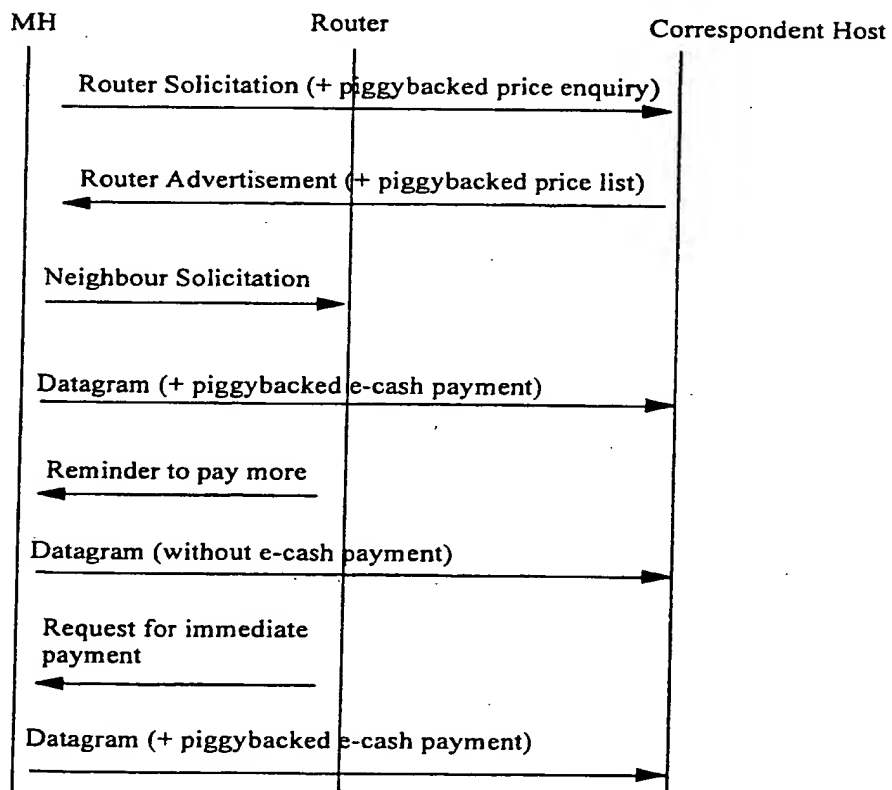 MH
Router
Correspondent Host
Router Solicitation (+ piggybacked price enquiry)
Router Advertisement (+ piggybacked price list)
Neighbour Solicitation
Datagram (+ piggybacked e-cash payment)
Reminder to pay more
Datagram (without e-cash payment)
Request for immediate
payment
Datagram (+ piggybacked e-cash payment)